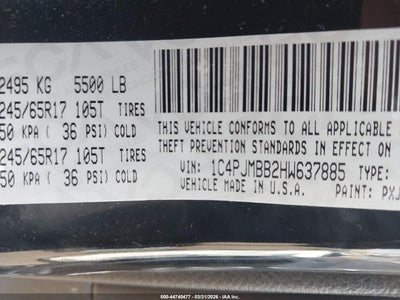 2495 KG 5500 LB
245/65R17 105T TIRES
50 KPA ( 36 PSI) COLD
245/65R17 105T TIRES
50 KPA ( 36 PSI) COLD
THIS VEHICLE CONFORMS TO ALL APPLICABLE
THEFT PREVENTION STANDARDS IN EFFECT ON
VIN: 1C4PJMBB2HW637885 TYPE:
VEHICLE MADE IN U.S.A. PAINT: PXJ
000-44740477 - 03/31/2026 - IAA Inc.